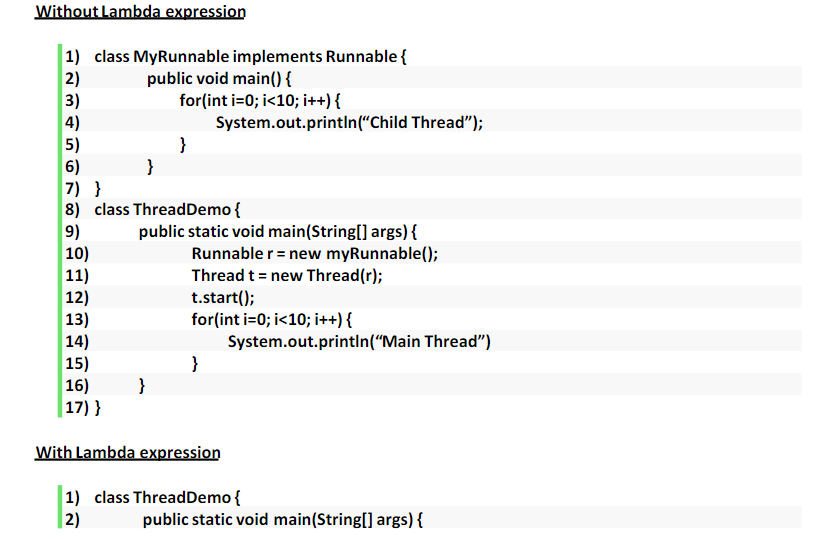 Without Lambda expression
1) class MyRunnable implements Runnable {
2) public void main() {
3) for(int i=0; i<10; i++) {
4) System.out.println(“Child Thread”);
5) }
6) }
7) }
8) class ThreadDemo {
9) public static void main(String[] args) {
10) Runnable r = new myRunnable();
11) Thread t = new Thread(r);
12) t.start();
13) for(int i=0; i<10; i++) {
14) System.out.println(“Main Thread”)
15) }
16) }
17) }
With Lambda expression
1) class ThreadDemo {
2) public static void main(String[] args) {